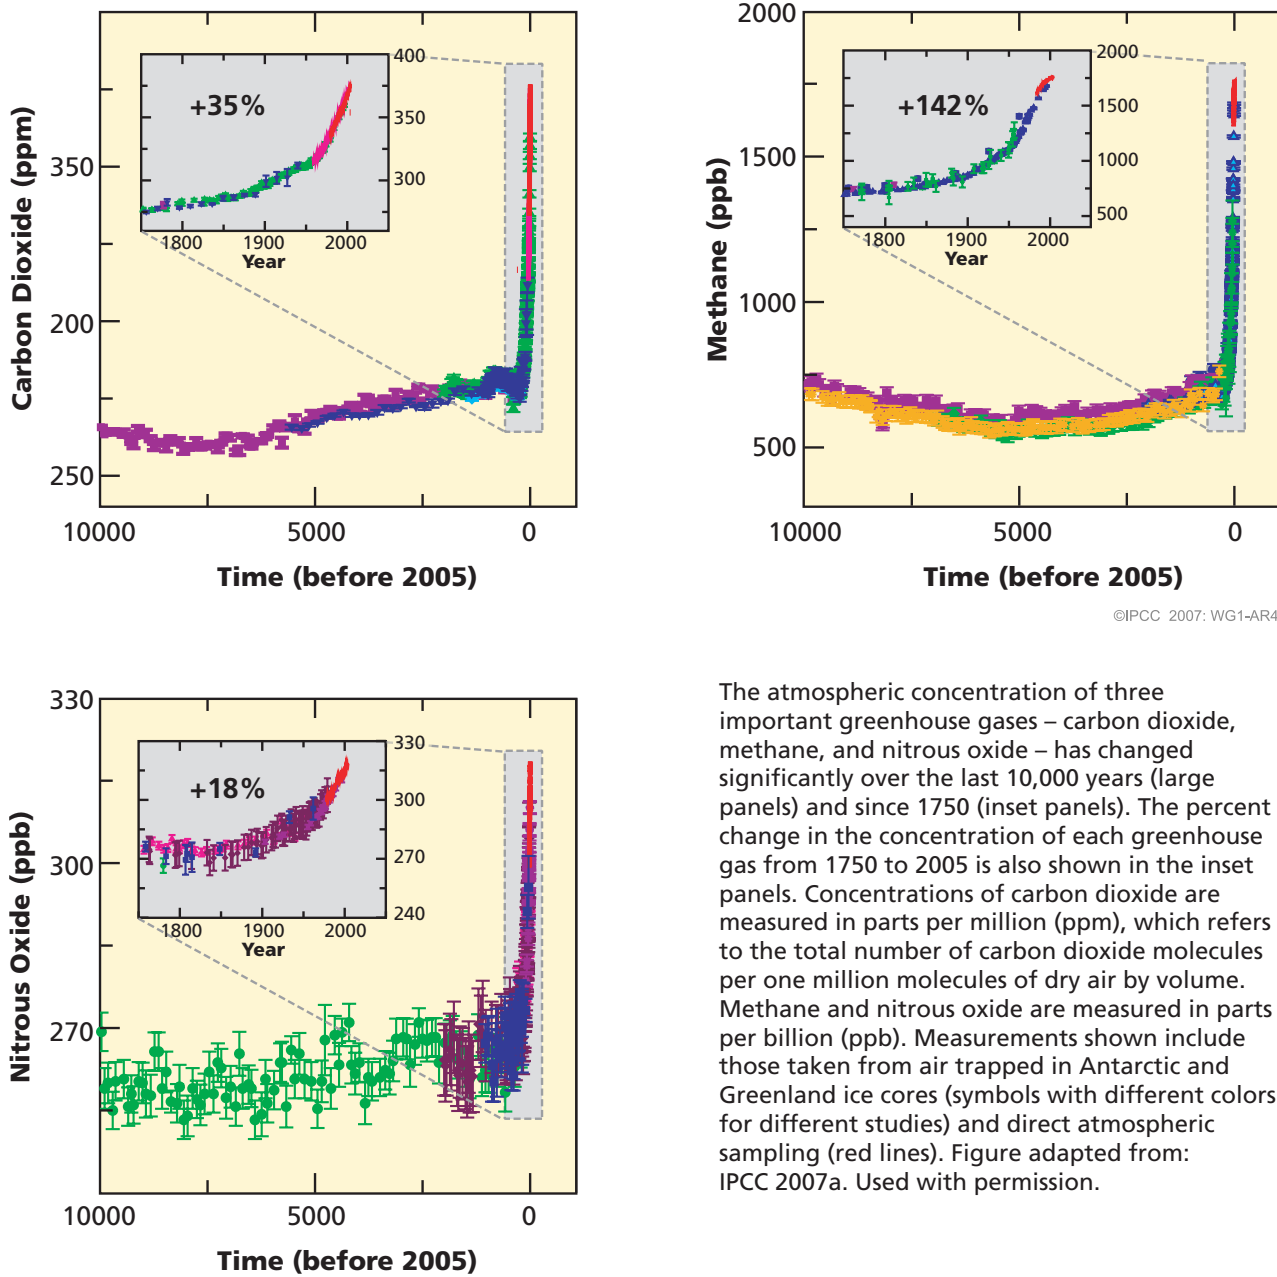 Carbon Dioxide (ppm)
350
200
250
10000
5000
0
Time (before 2005)
+35%
400
350
300
1800
1900
2000
Year
Methane (ppb)
2000
1500
1000
500
10000
5000
0
Time (before 2005)
+142%
2000
1500
1000
500
1800
1900
2000
Year
©IPCC 2007: WG1-AR4
Nitrous Oxide (ppb)
330
300
270
10000
5000
0
Time (before 2005)
+18%
330
300
270
240
1800
1900
2000
Year
The atmospheric concentration of three
important greenhouse gases – carbon dioxide,
methane, and nitrous oxide – has changed
significantly over the last 10,000 years (large
panels) and since 1750 (inset panels). The percent
change in the concentration of each greenhouse
gas from 1750 to 2005 is also shown in the inset
panels. Concentrations of carbon dioxide are
measured in parts per million (ppm), which refers
to the total number of carbon dioxide molecules
per one million molecules of dry air by volume.
Methane and nitrous oxide are measured in parts
per billion (ppb). Measurements shown include
those taken from air trapped in Antarctic and
Greenland ice cores (symbols with different colors
for different studies) and direct atmospheric
sampling (red lines). Figure adapted from:
IPCC 2007a. Used with permission.